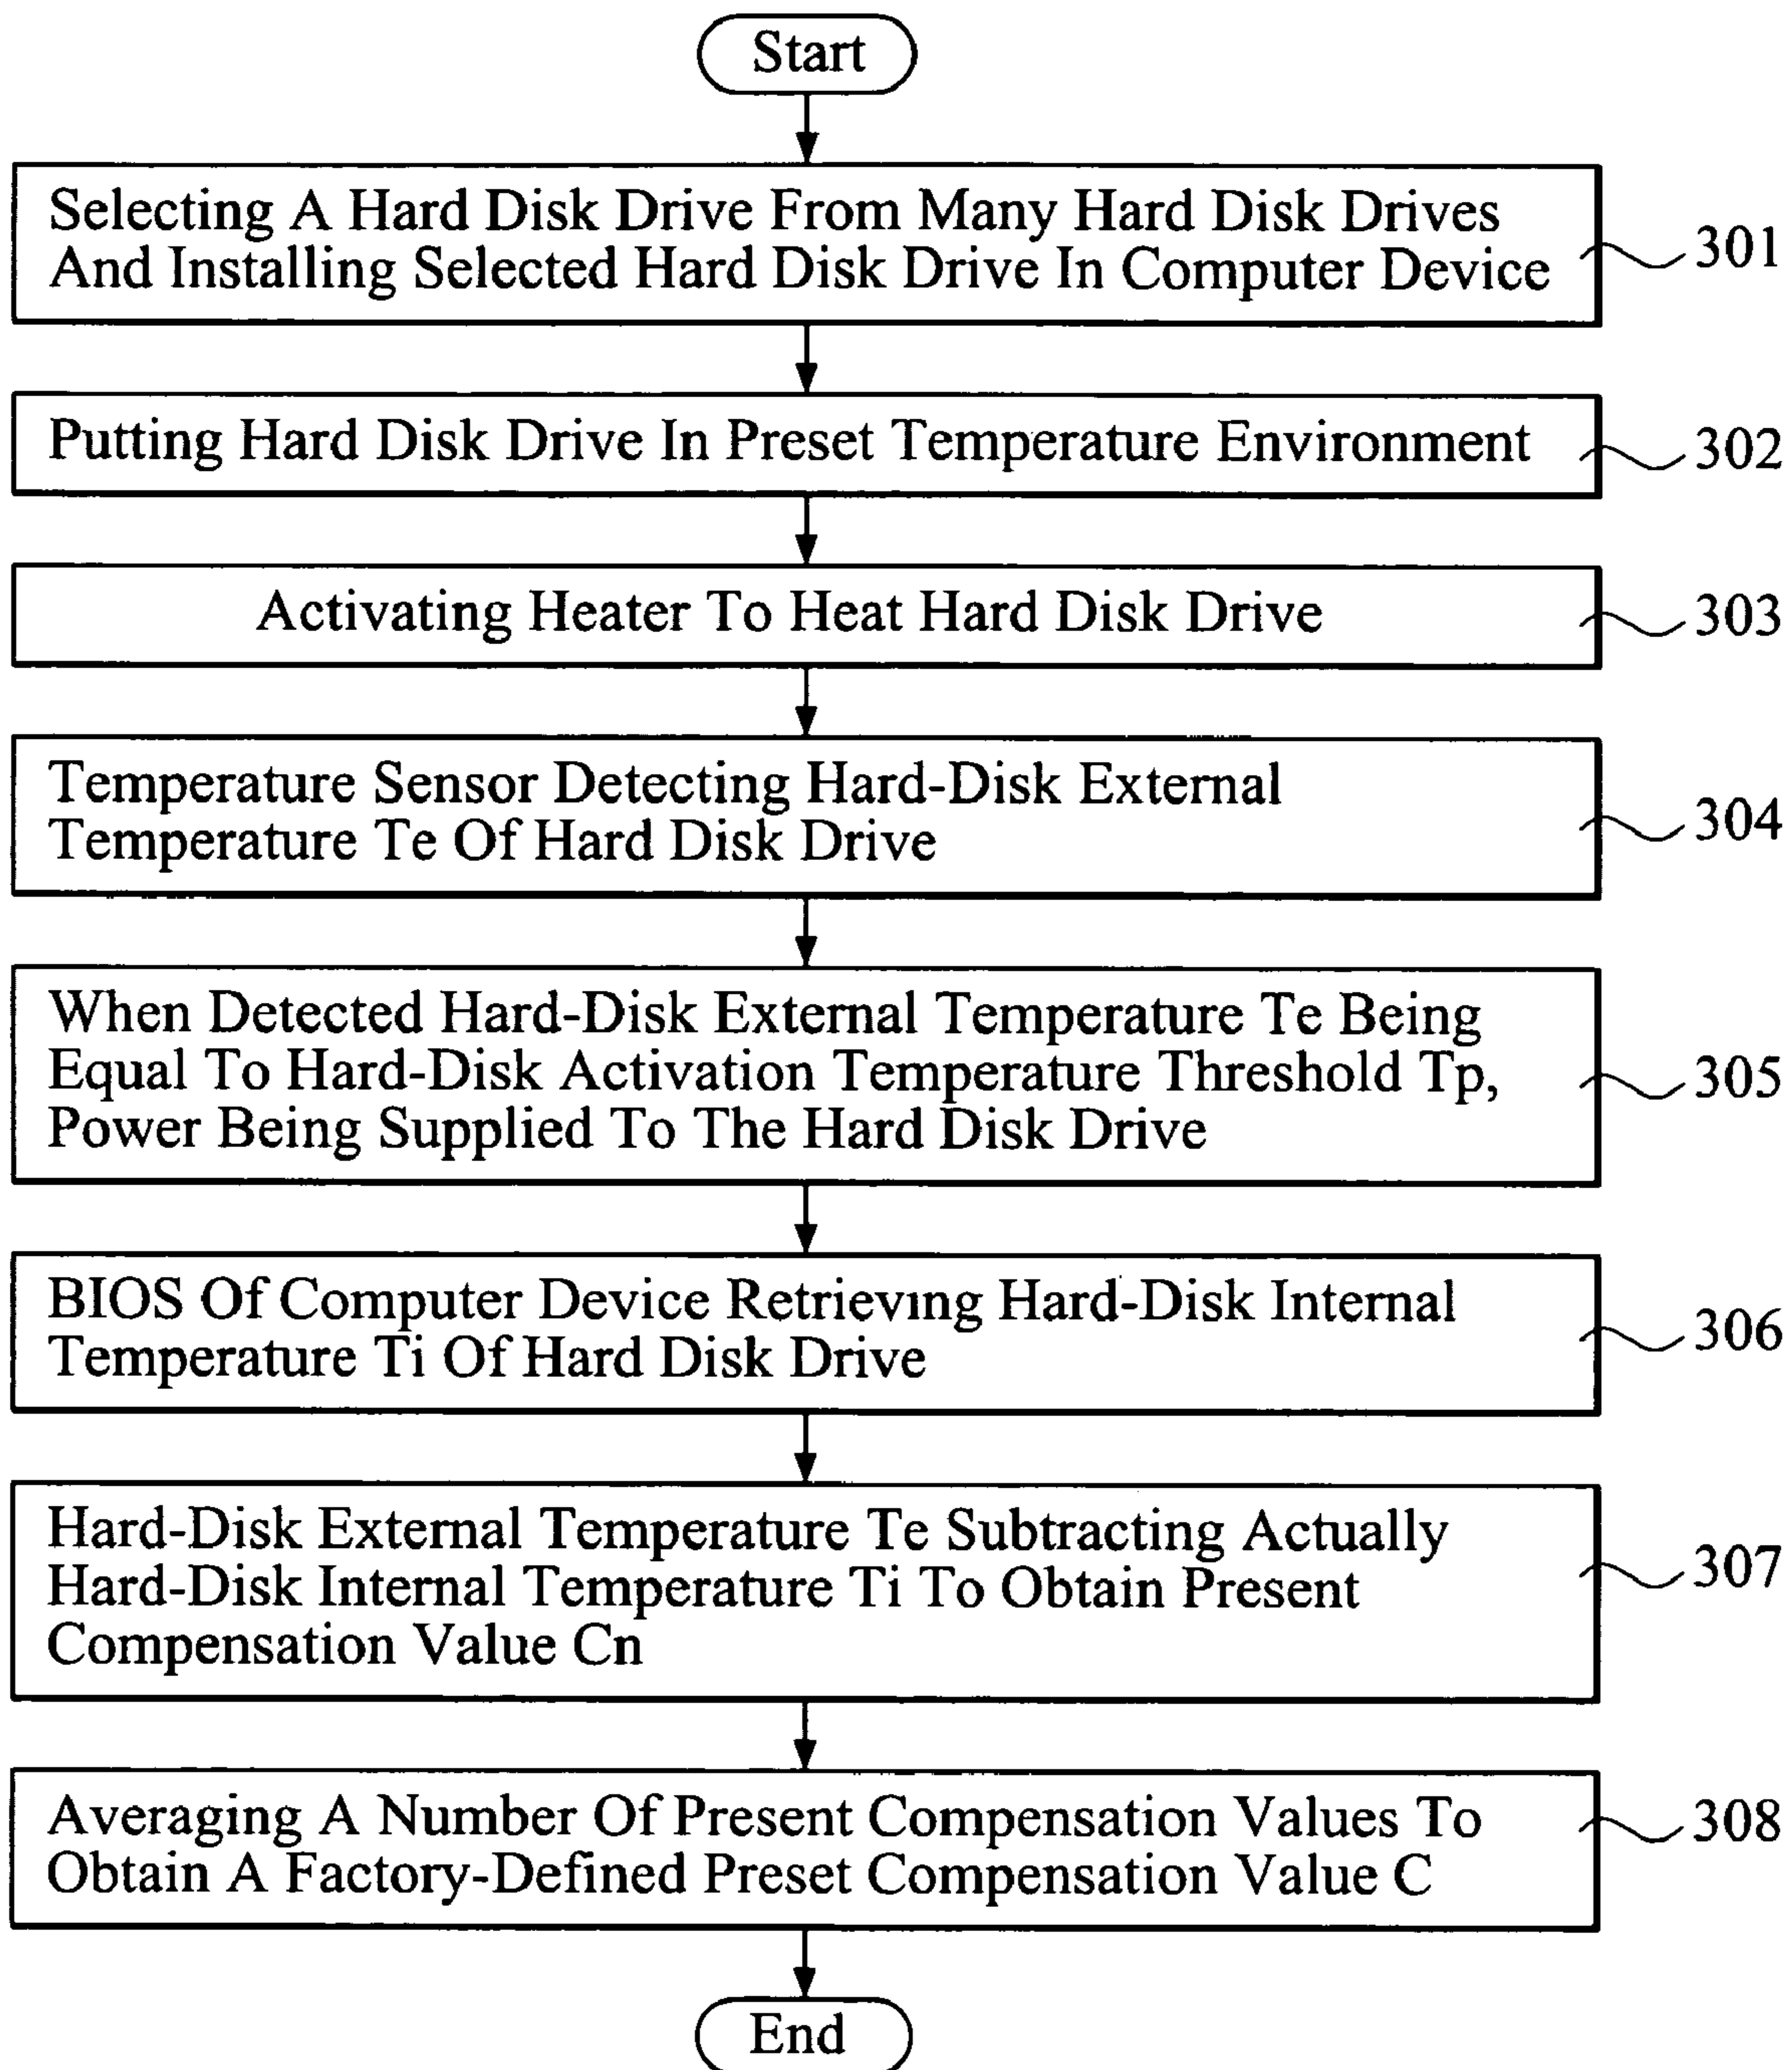 Start
Selecting A Hard Disk Drive From Many Hard Disk Drives
And Installing Selected Hard Disk Drive In Computer Device
301
Putting Hard Disk Drive In Preset Temperature Environment
302
Activating Heater To Heat Hard Disk Drive
303
Temperature Sensor Detecting Hard-Disk External
Temperature Te Of Hard Disk Drive
304
When Detected Hard-Disk External Temperature Te Being
Equal To Hard-Disk Activation Temperature Threshold Tp,
Power Being Supplied To The Hard Disk Drive
305
BIOS Of Computer Device Retrieving Hard-Disk Internal
Temperature Ti Of Hard Disk Drive
306
Hard-Disk External Temperature Te Subtracting Actually
Hard-Disk Internal Temperature Ti To Obtain Present
Compensation Value Cn
307
Averaging A Number Of Present Compensation Values To
Obtain A Factory-Defined Preset Compensation Value C
308
End